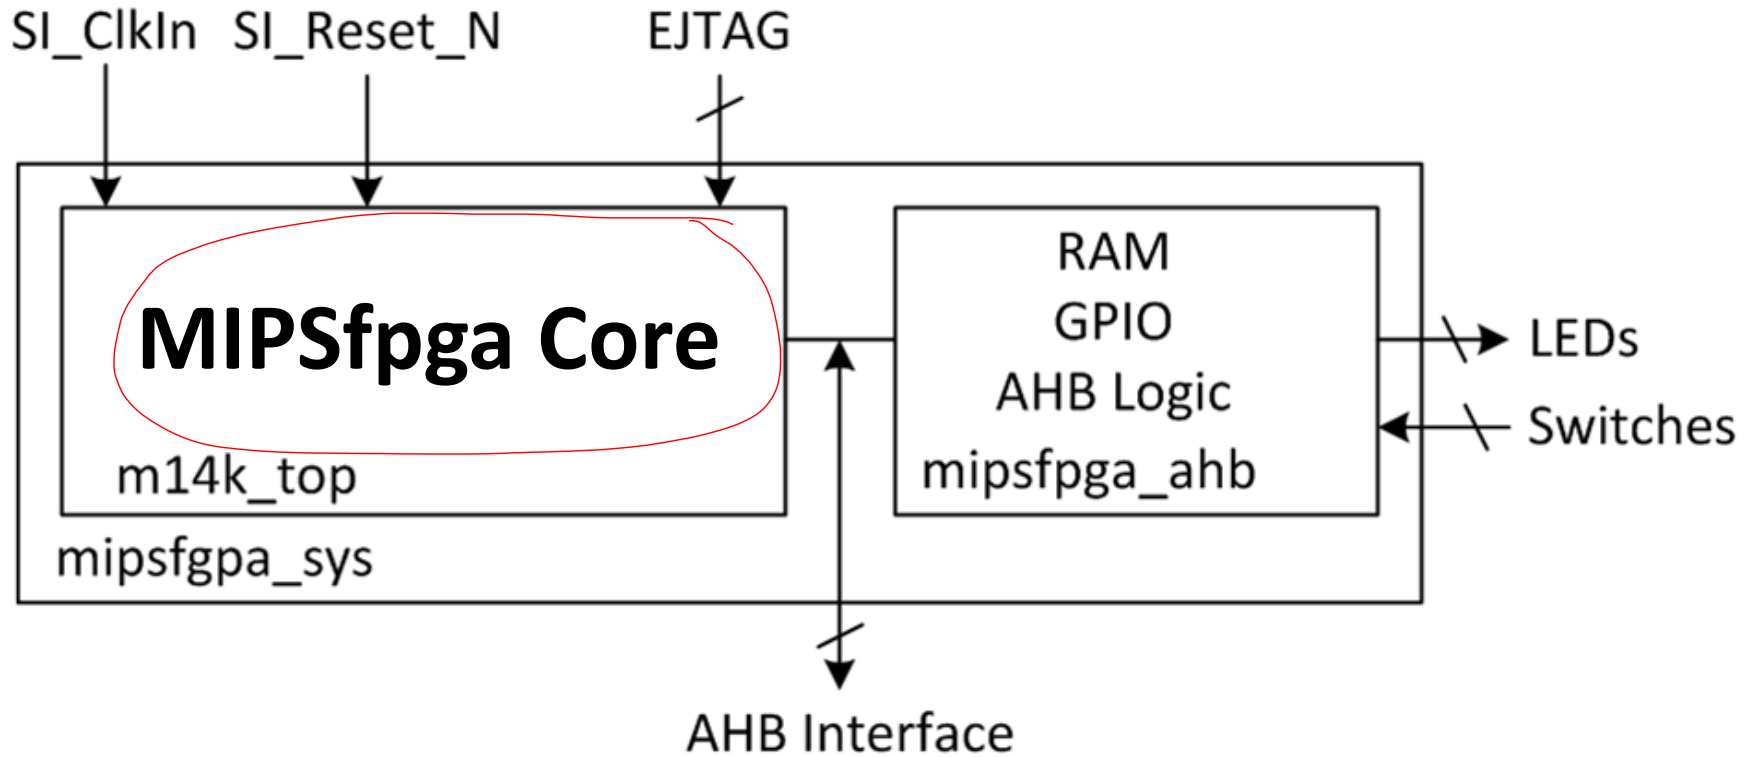 SI_ClkIn SI_Reset_N EJTAG
MIPSfpga Core
m14k_top
mipsfgpa_sys
RAM
GPIO
AHB Logic
mipsfpga_ahb
LEDs
Switches
AHB Interface